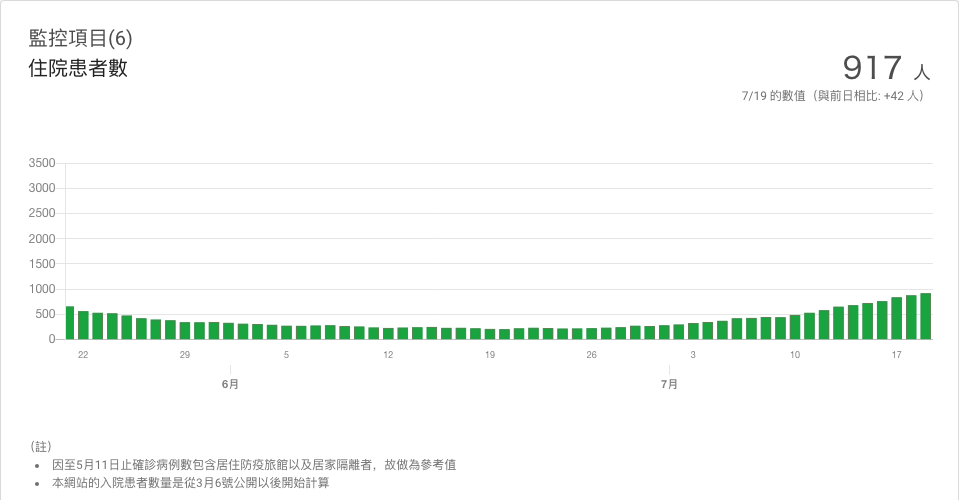 監控項目(6)
住院患者數
917 人
7/19 的數值（與前日相比: +42 人）
3500
3000
2500
2000
1500
1000
500
0
22 29 5 12 19 26 3 10 17
6月 7月
（註）
• 因至5月11日止確診病例數包含居住防疫旅館以及居家隔離者，故做為參考值
• 本網站的入院患者數量是從3月6號公開以後開始計算